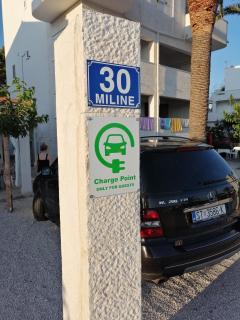 30
MILINE
Charge Point
ONLY FOR GUESTS